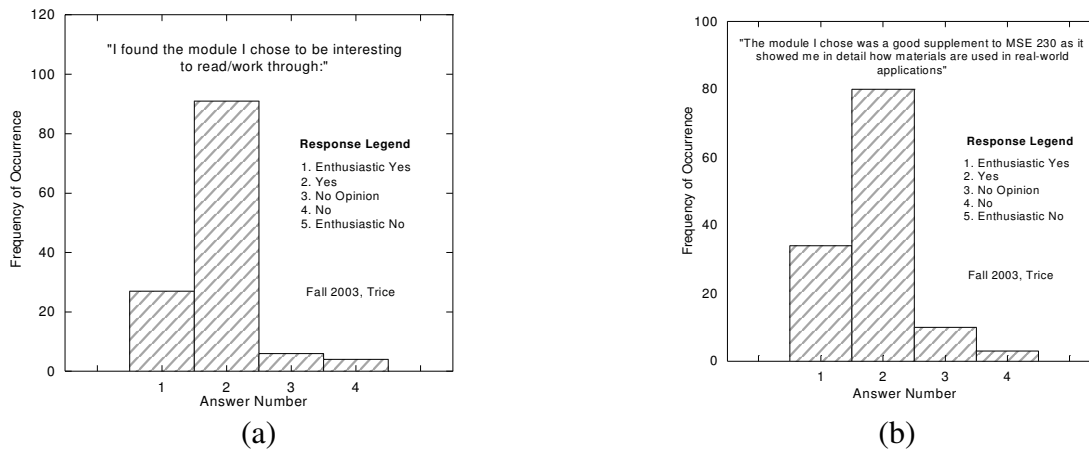 120
100
80
60
40
20
0
Frequency of Occurrence
"I found the module I chose to be interesting
to read/work through:"
Response Legend
1. Enthusiastic Yes
2. Yes
3. No Opinion
4. No
5. Enthusiastic No
Fall 2003, Trice
1 2 3 4
Answer Number
(a)
100
80
60
40
20
0
Frequency of Occurrence
"The module I chose was a good supplement to MSE 230 as it
showed me in detail how materials are used in real-world
applications"
Response Legend
1. Enthusiastic Yes
2. Yes
3. No Opinion
4. No
5. Enthusiastic No
Fall 2003, Trice
1 2 3 4
Answer Number
(b)